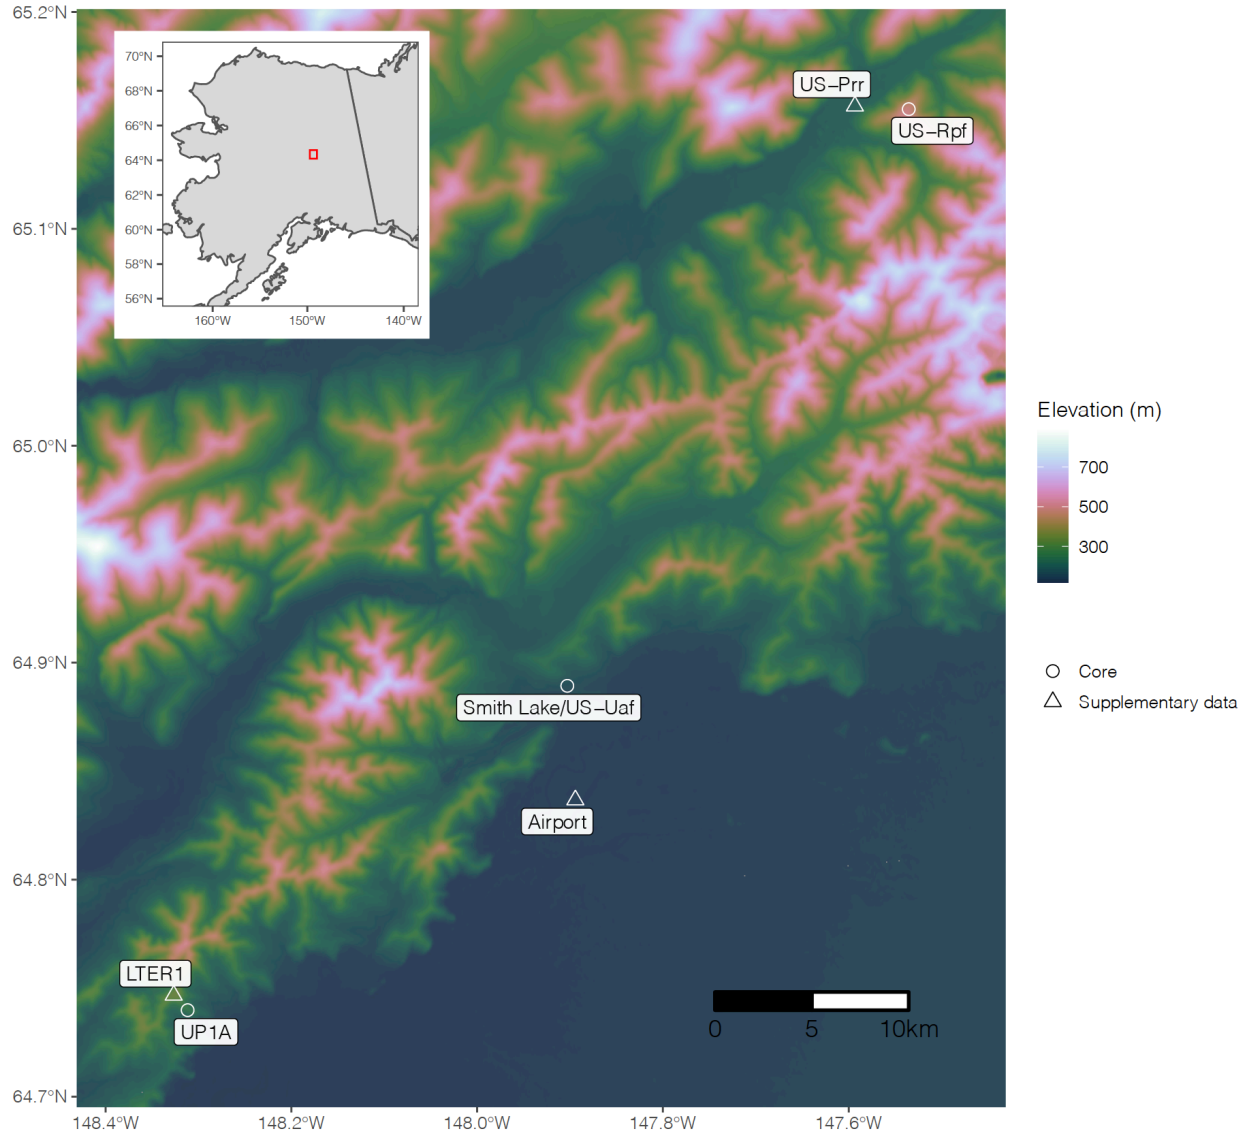 65.2°N
65.1°N
65.0°N
64.9°N
64.8°N
64.7°N
70°N
68°N
66°N
64°N
62°N
60°N
58°N
56°N
160°W
150°W
140°W
US-Prr
US-Rpf
Smith Lake/US-Uaf
Airport
LTER1
UP1A
0
5
10km
148.4°W
148.2°W
148.0°W
147.8°W
147.6°W
Elevation (m)
700
500
300
Core
Supplementary data